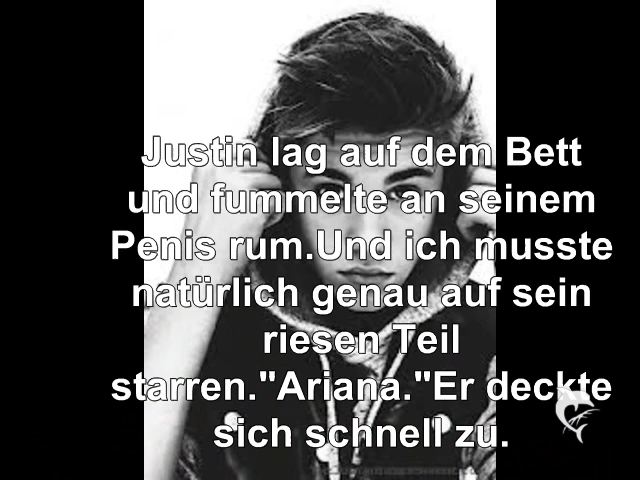 Justin lag auf dem Bett
und fummelte an seinem
Penis rum.Und ich musste
natürlich genau auf sein
riesen Teil
starren."Ariana."Er deckte
sich schnell zu.